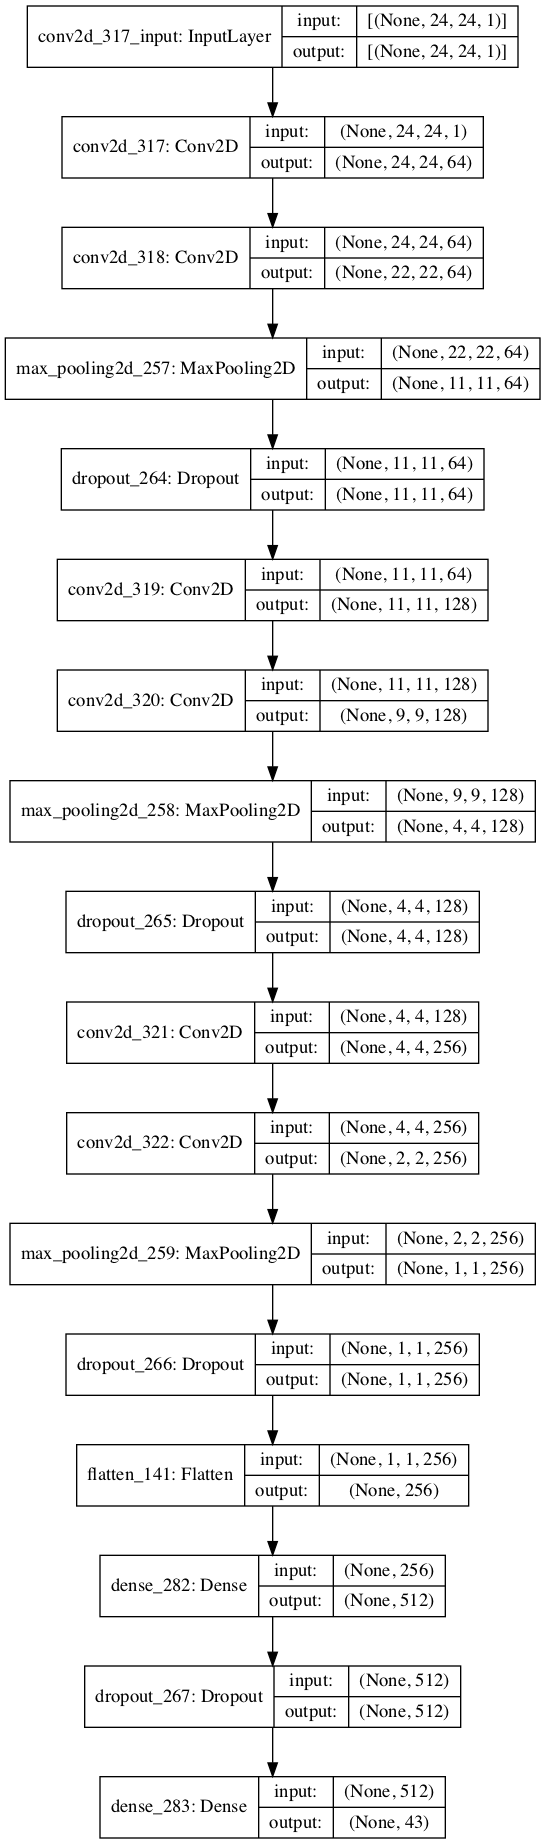 conv2d_317_input: InputLayer
input: [(None, 24, 24, 1)]
output: [(None, 24, 24, 1)]
conv2d_317: Conv2D
input: (None, 24, 24, 1)
output: (None, 24, 24, 64)
conv2d_318: Conv2D
input: (None, 24, 24, 64)
output: (None, 22, 22, 64)
max_pooling2d_257: MaxPooling2D
input: (None, 22, 22, 64)
output: (None, 11, 11, 64)
dropout_264: Dropout
input: (None, 11, 11, 64)
output: (None, 11, 11, 64)
conv2d_319: Conv2D
input: (None, 11, 11, 64)
output: (None, 11, 11, 128)
conv2d_320: Conv2D
input: (None, 11, 11, 128)
output: (None, 9, 9, 128)
max_pooling2d_258: MaxPooling2D
input: (None, 9, 9, 128)
output: (None, 4, 4, 128)
dropout_265: Dropout
input: (None, 4, 4, 128)
output: (None, 4, 4, 128)
conv2d_321: Conv2D
input: (None, 4, 4, 128)
output: (None, 4, 4, 256)
conv2d_322: Conv2D
input: (None, 4, 4, 256)
output: (None, 2, 2, 256)
max_pooling2d_259: MaxPooling2D
input: (None, 2, 2, 256)
output: (None, 1, 1, 256)
dropout_266: Dropout
input: (None, 1, 1, 256)
output: (None, 1, 1, 256)
flatten_141: Flatten
input: (None, 1, 1, 256)
output: (None, 256)
dense_282: Dense
input: (None, 256)
output: (None, 512)
dropout_267: Dropout
input: (None, 512)
output: (None, 512)
dense_283: Dense
input: (None, 512)
output: (None, 43)